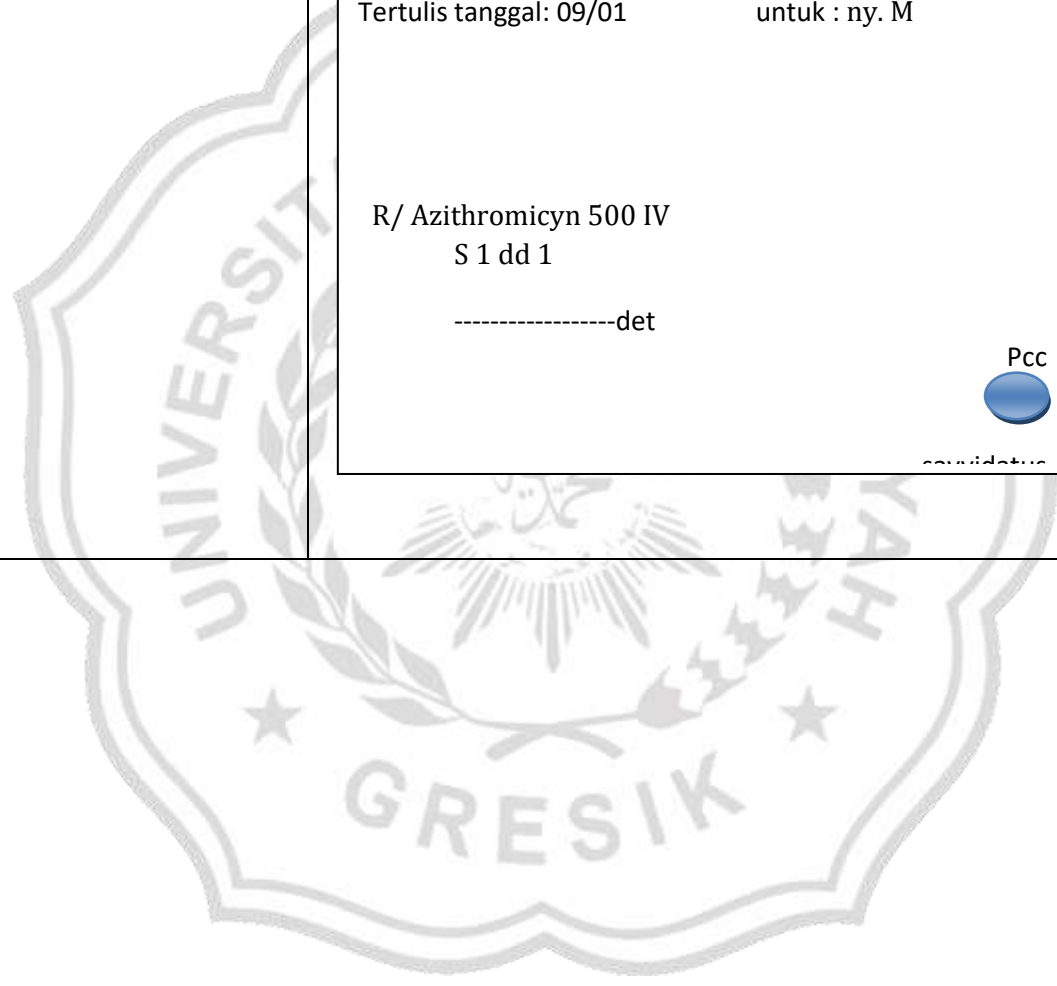 Tertulis tanggal: 09/01 untuk : ny. M
R/ Azithromicyn 500 IV
S 1 dd 1
------------------det
Pcc
GRESIK